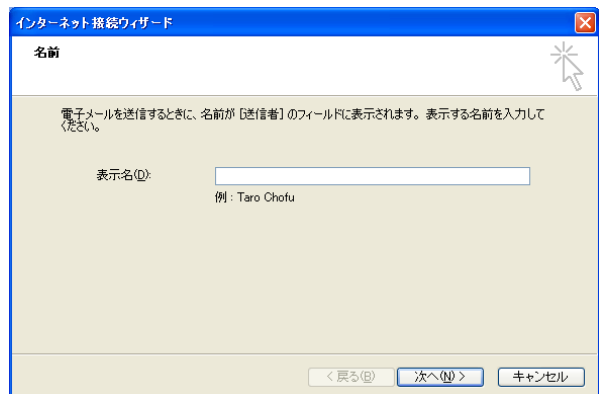 インターネット接続ウィザード
名前
電子メールを送信するときに、名前が [送信者] のフィールドに表示されます。表示する名前を入力して
ください。
表示名(D):
例 : Taro Chofu
< 戻る(B)
次へ(N) >
キャンセル